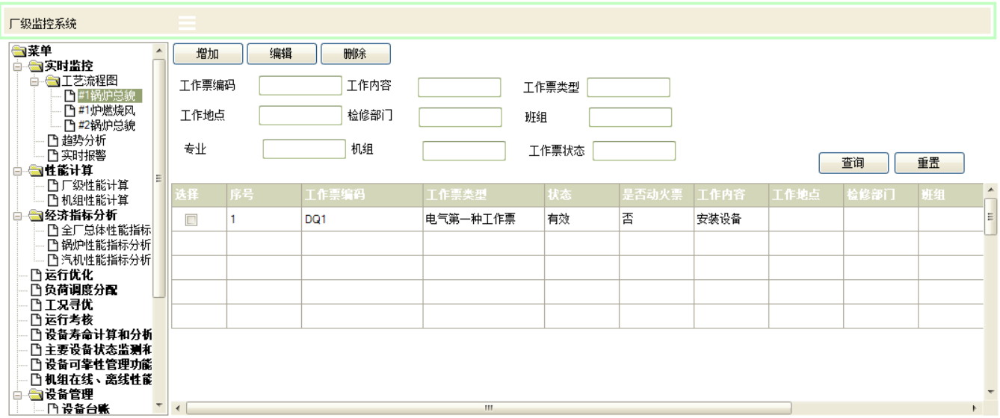 厂级监控系统
菜单
实时监控
工艺流程图
#1锅炉总貌
#1炉燃烧风
#2锅炉总貌
趋势分析
实时报警
性能计算
厂级性能计算
机组性能计算
经济指标分析
全厂总体性能指标
锅炉性能指标分析
汽机性能指标分析
运行优化
负荷调度分配
工况寻优
运行考核
设备寿命计算和分析
主要设备状态监测和
设备可靠性管理功能
机组在线、离线性能
设备管理
设备台账
增加 编辑 删除
工作票编码 工作内容 工作票类型
工作地点 检修部门 班组
专业 机组 工作票状态
查询 重置
选择 序号 工作票编码 工作票类型 状态 是否动火票 工作内容 工作地点 检修部门 班组
1 DQ1 电气第一种工作票 有效 否 安装设备